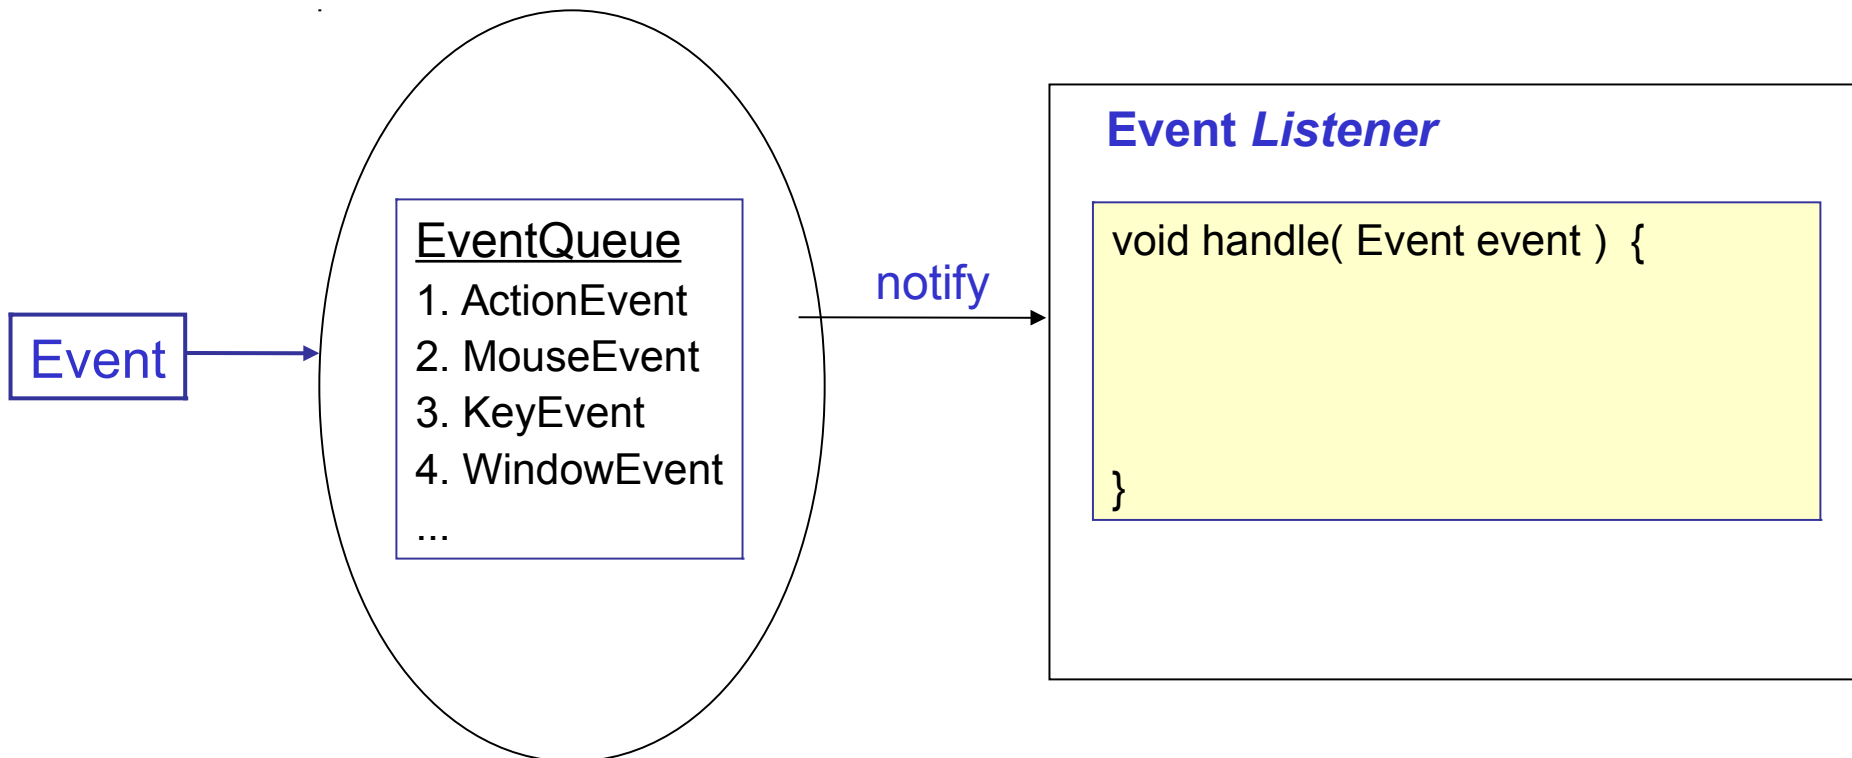 Event
EventQueue
1. ActionEvent
2. MouseEvent
3. KeyEvent
4. WindowEvent
...
notify
Event Listener
void handle( Event event )  {
}